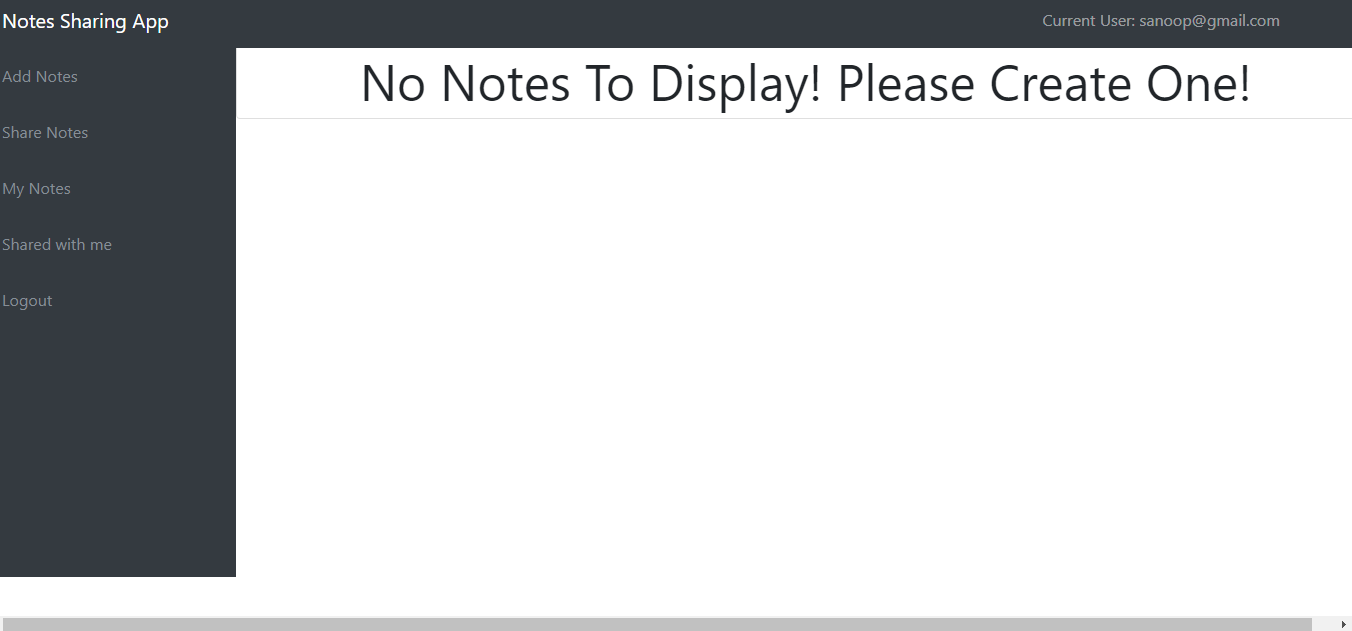 Notes Sharing App
Current User: sanoop@gmail.com
Add Notes
No Notes To Display! Please Create One!
Share Notes
My Notes
Shared with me
Logout